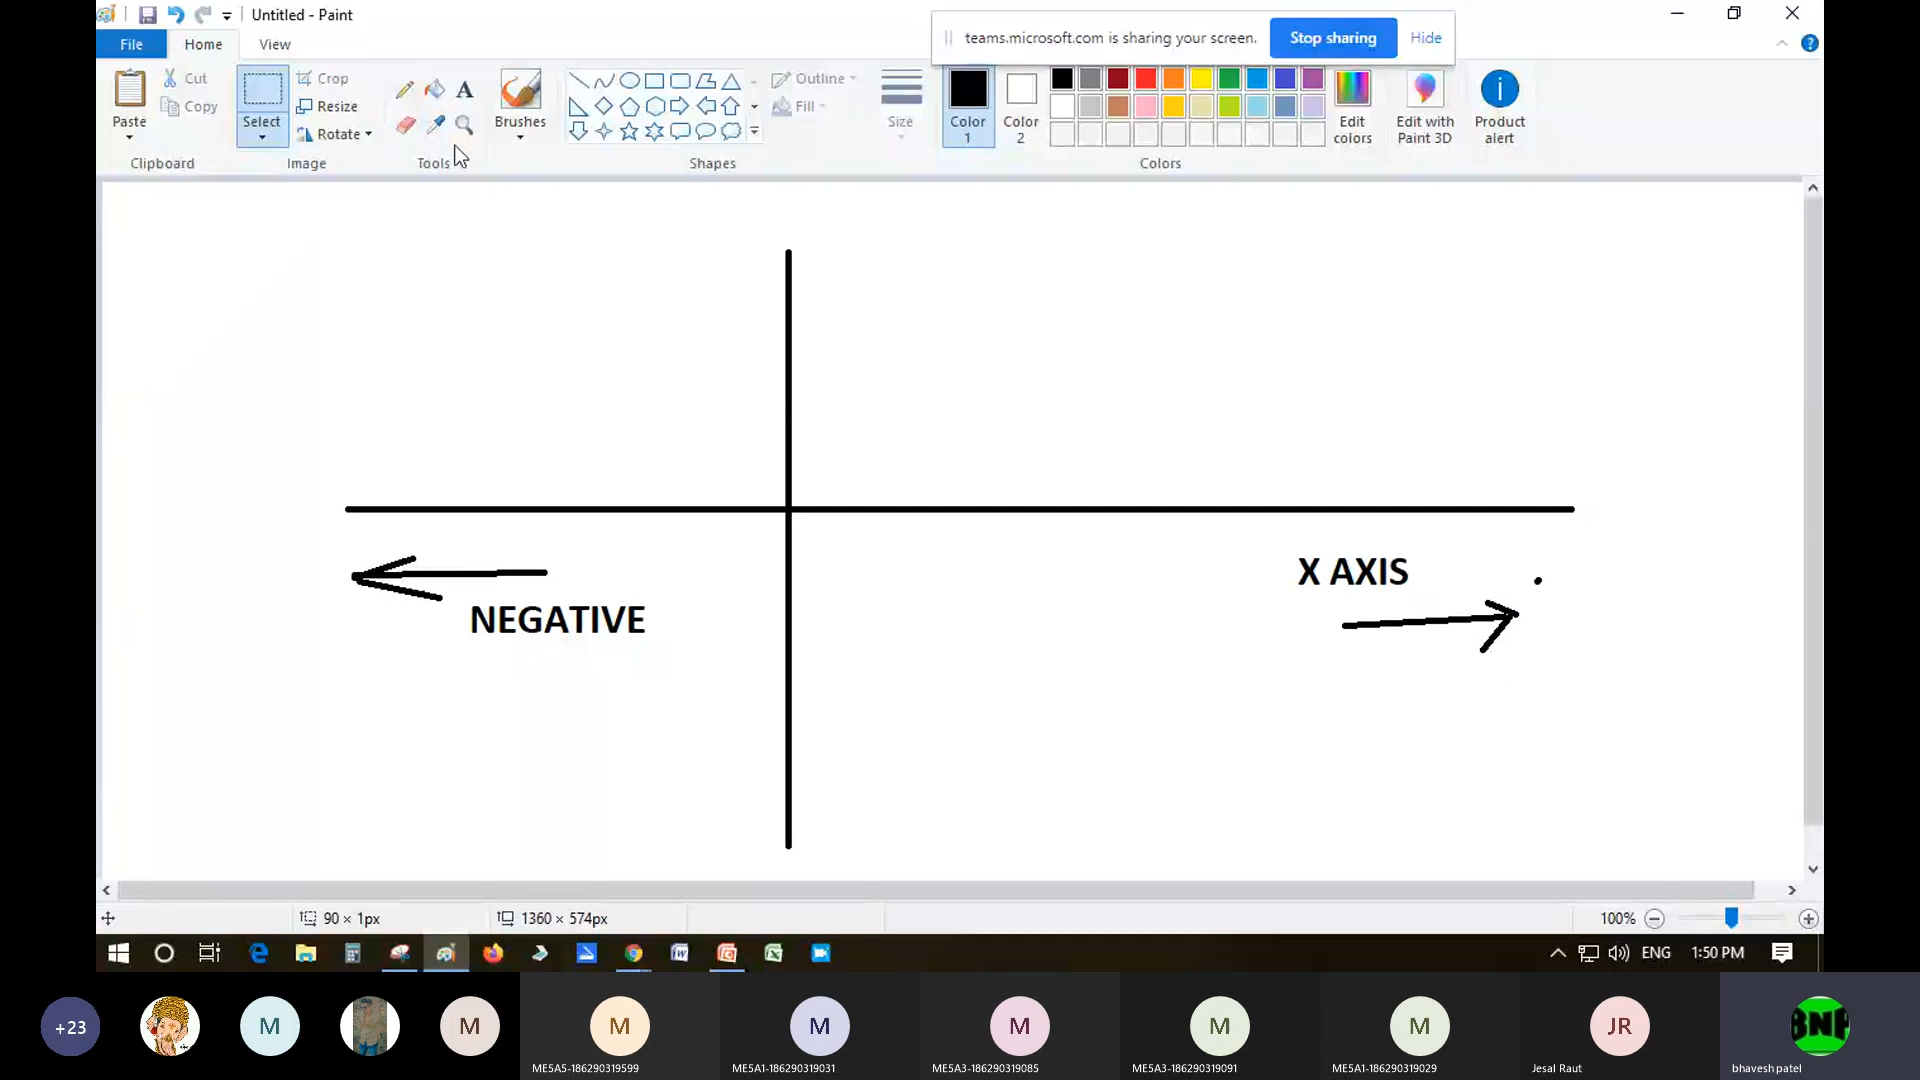 Untitled - Paint
teams.microsoft.com is sharing your screen. Stop sharing Hide
File Home View
Paste
Cut
Copy
Clipboard
Select
Crop
Resize
Rotate
Image
A
Tools
Brushes
Outline
Fill
Shapes
Size
Color 1
Color 2
Edit colors
Edit with Paint 3D
Product alert
Colors
X AXIS
NEGATIVE
90 × 1px 1360 × 574px 100%
ENG 1:50 PM
+23 M M M M M M M JR BNP
ME5A5-186290319599 ME5A1-186290319031 ME5A3-186290319085 ME5A3-186290319091 ME5A1-186290319029 Jesal Raut bhavesh patel